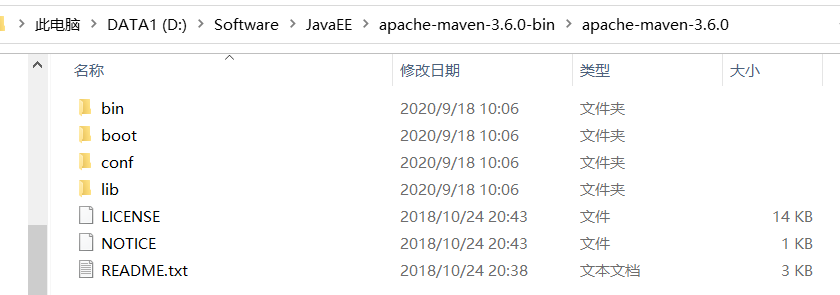 此电脑 > DATA1 (D:) > Software > JavaEE > apache-maven-3.6.0-bin > apache-maven-3.6.0
名称 修改日期 类型 大小
bin 2020/9/18 10:06 文件夹
boot 2020/9/18 10:06 文件夹
conf 2020/9/18 10:06 文件夹
lib 2020/9/18 10:06 文件夹
LICENSE 2018/10/24 20:43 文件 14 KB
NOTICE 2018/10/24 20:43 文件 1 KB
README.txt 2018/10/24 20:38 文本文档 3 KB